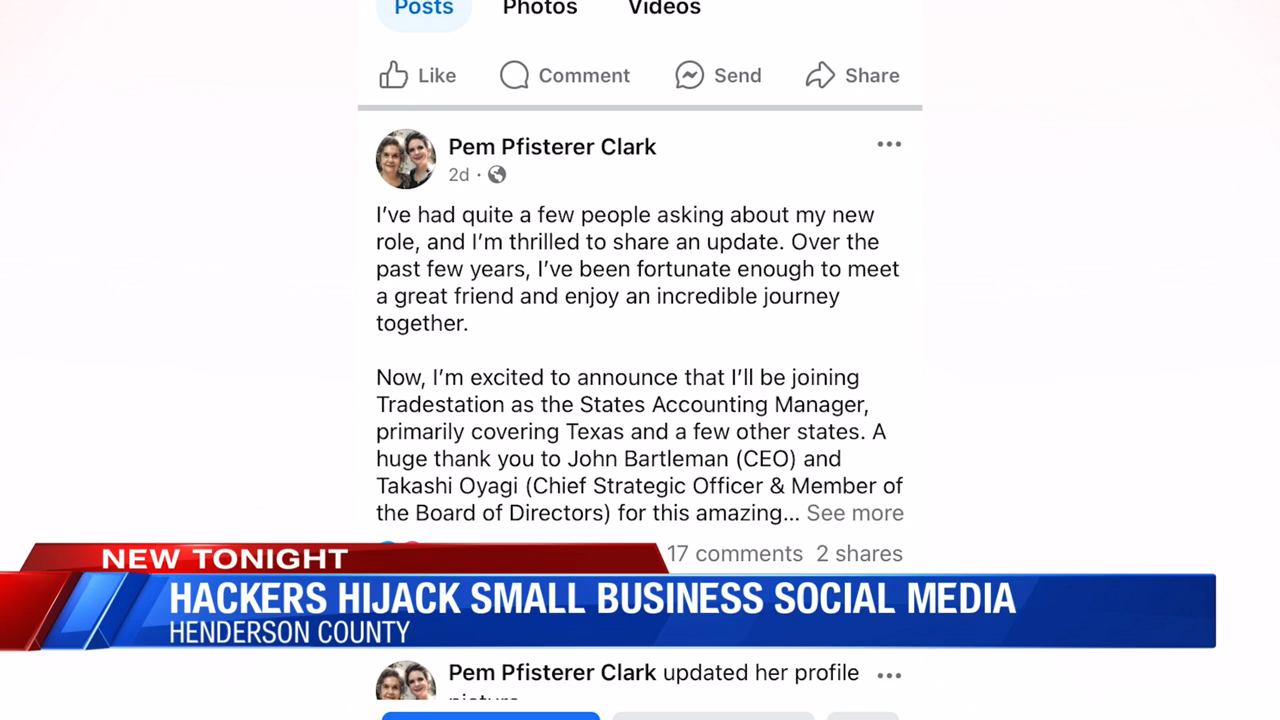 Posts Photos Videos
Like Comment Send Share
Pem Pfisterer Clark
2d ·
I've had quite a few people asking about my new
role, and I'm thrilled to share an update. Over the
past few years, I've been fortunate enough to meet
a great friend and enjoy an incredible journey
together.
Now, I'm excited to announce that I'll be joining
Tradestation as the States Accounting Manager,
primarily covering Texas and a few other states. A
huge thank you to John Bartleman (CEO) and
Takashi Oyagi (Chief Strategic Officer & Member of
the Board of Directors) for this amazing... See more
17 comments 2 shares
NEW TONIGHT
HACKERS HIJACK SMALL BUSINESS SOCIAL MEDIA
HENDERSON COUNTY
Pem Pfisterer Clark updated her profile